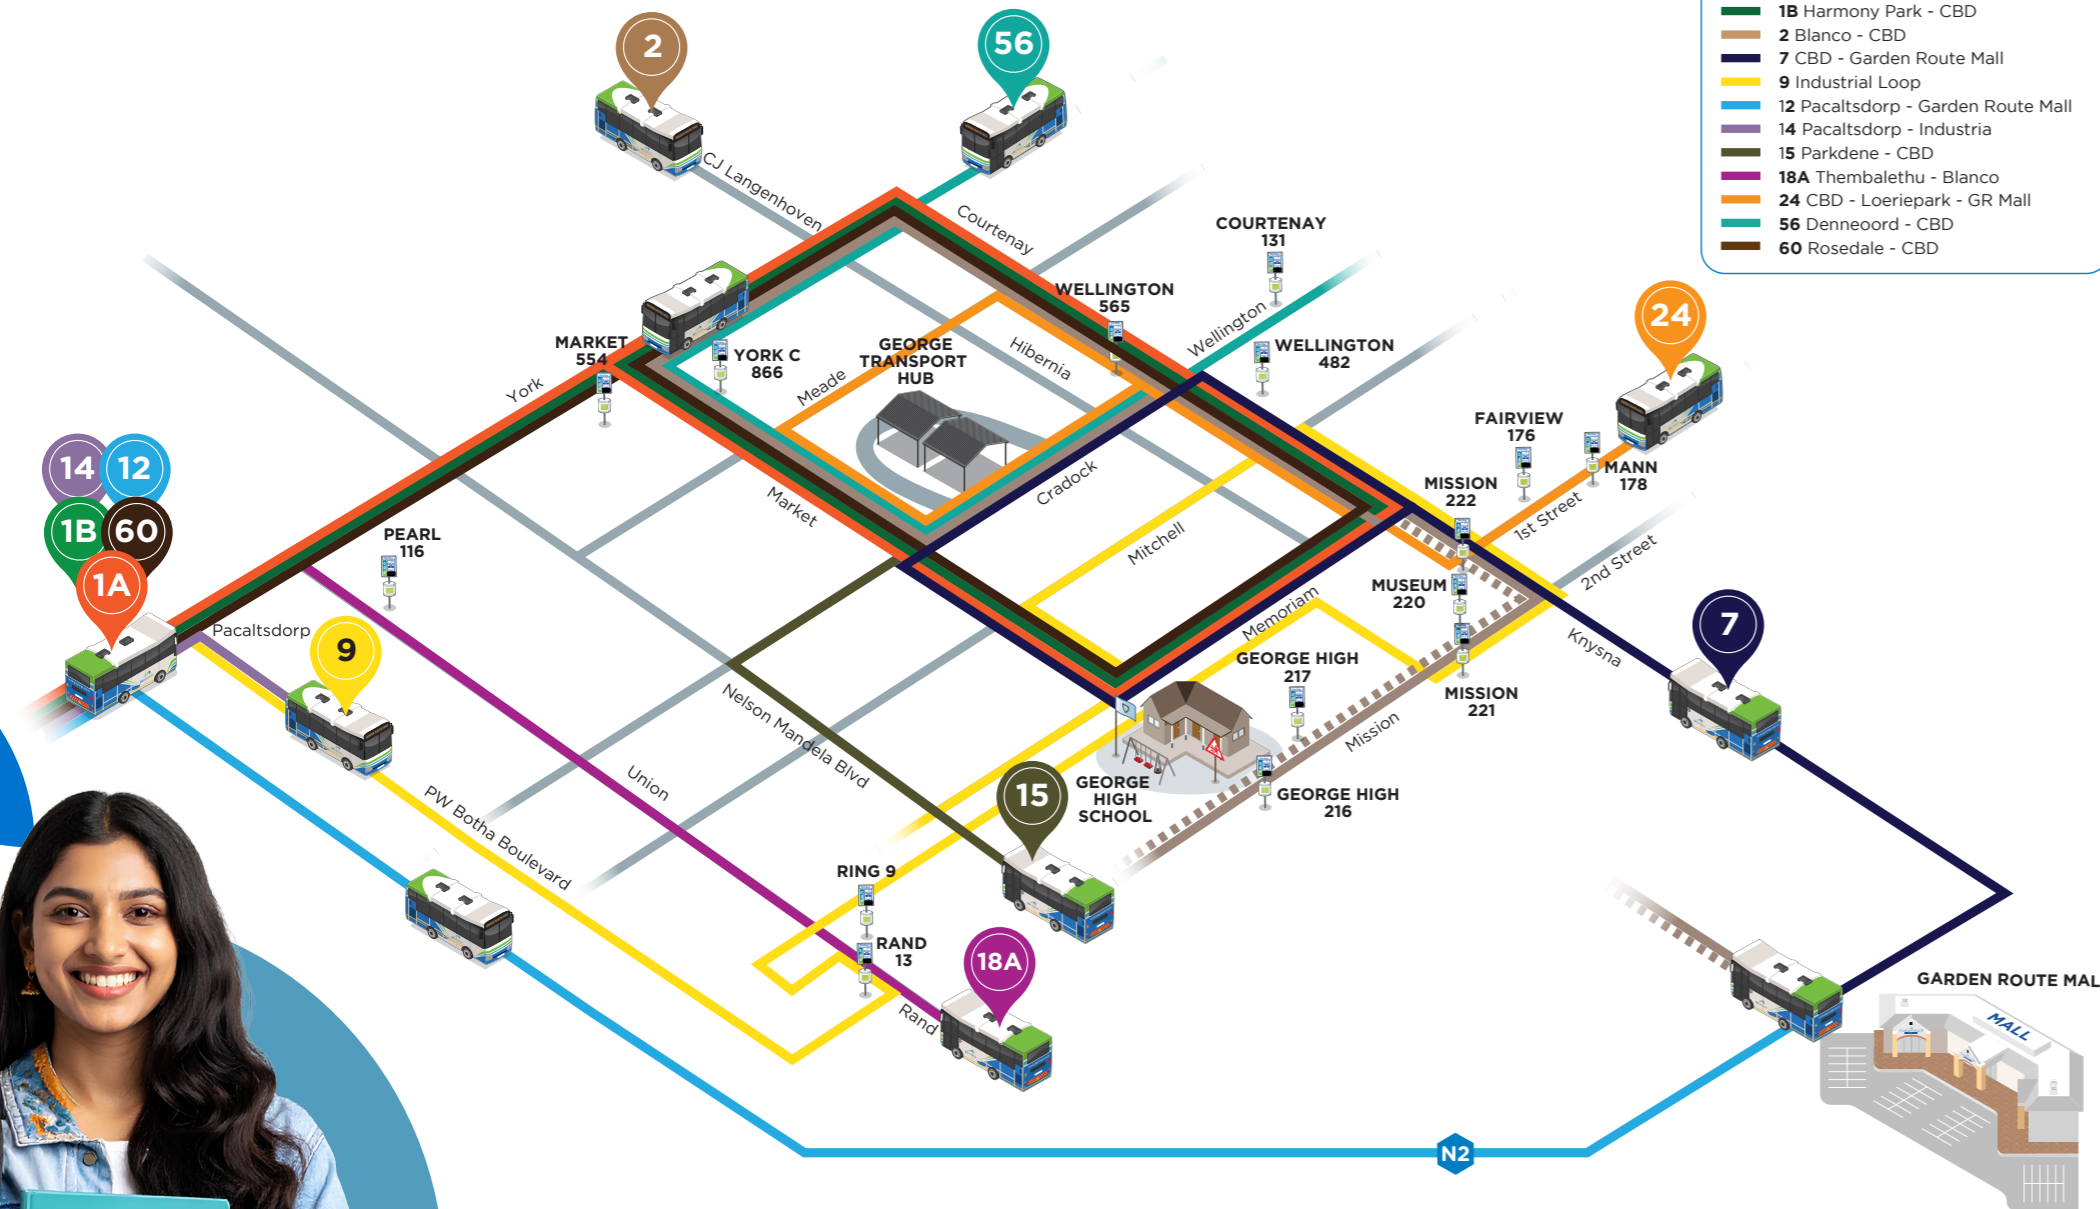 1B Harmony Park - CBD
2 Blanco - CBD
7 CBD - Garden Route Mall
9 Industrial Loop
12 Pacaltsdorp - Garden Route Mall
14 Pacaltsdorp - Industria
15 Parkdene - CBD
18A Thembalethu - Blanco
24 CBD - Loeriepark - GR Mall
56 Denneoord - CBD
60 Rosedale - CBD
2
56
CJ Langenhoven
Courtenay
COURTENAY
131
WELLINGTON
565
Wellington
24
MARKET
554
YORK C
866
GEORGE
TRANSPORT
HUB
Hibernia
WELLINGTON
482
York
Meade
FAIRVIEW
176
14
12
Cradock
MISSION
222
MANN
178
1B
60
Market
1st Street
PEARL
116
Mitchell
2nd Street
1A
MUSEUM
220
Memoriam
Pacaltsdorp
9
Knysna
7
GEORGE HIGH
217
MISSION
221
Nelson Mandela Blvd
Mission
Union
GEORGE
HIGH
SCHOOL
GEORGE HIGH
216
15
PW Botha Boulevard
RING 9
RAND
13
18A
Rand
GARDEN ROUTE MAL
MALL
N2